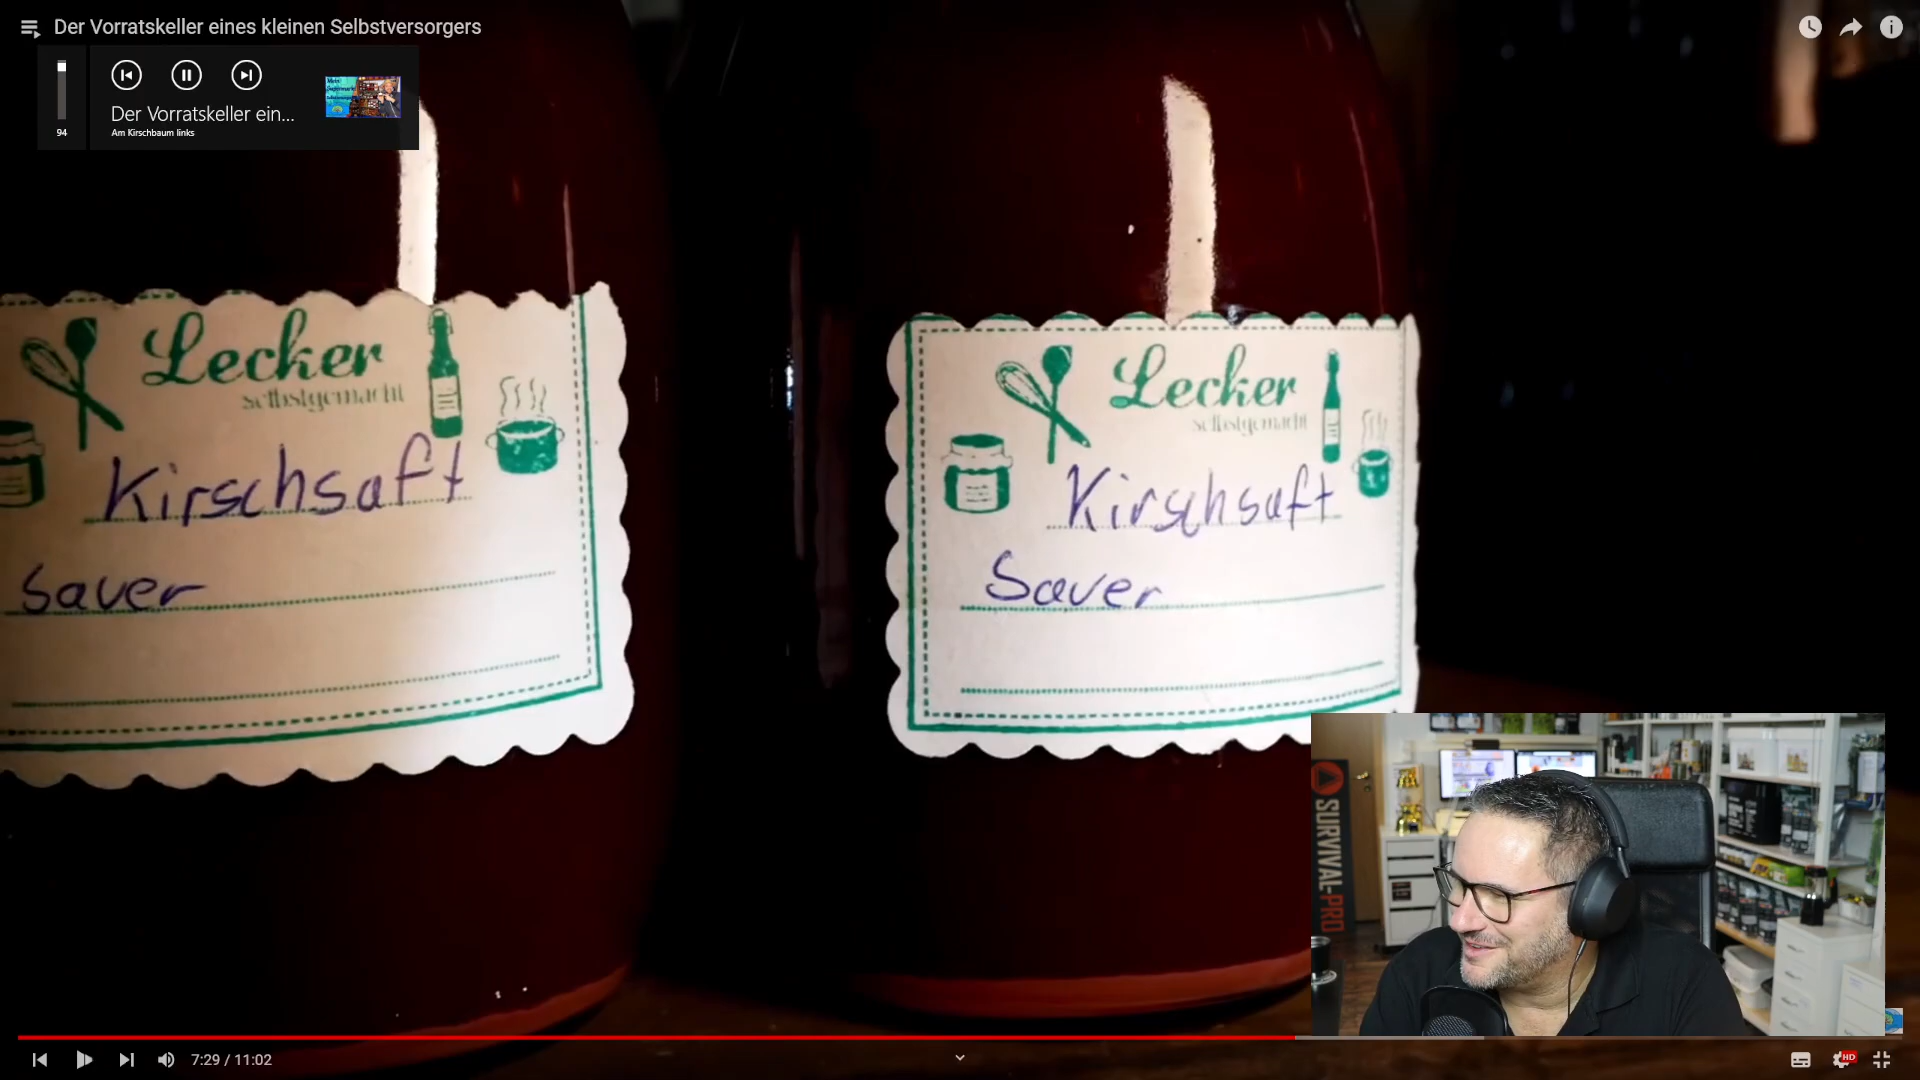 Der Vorratskeller eines kleinen Selbstversorgers
Der Vorratskeller ein...
94
Am Kirschbaum links
Lecker
selbstgemacht
Kirschsaft
Sauer
Lecker
selbstgemacht
Kirschsaft
Sauer
SURVIVAL-PRO
7:29 / 11:02
HD